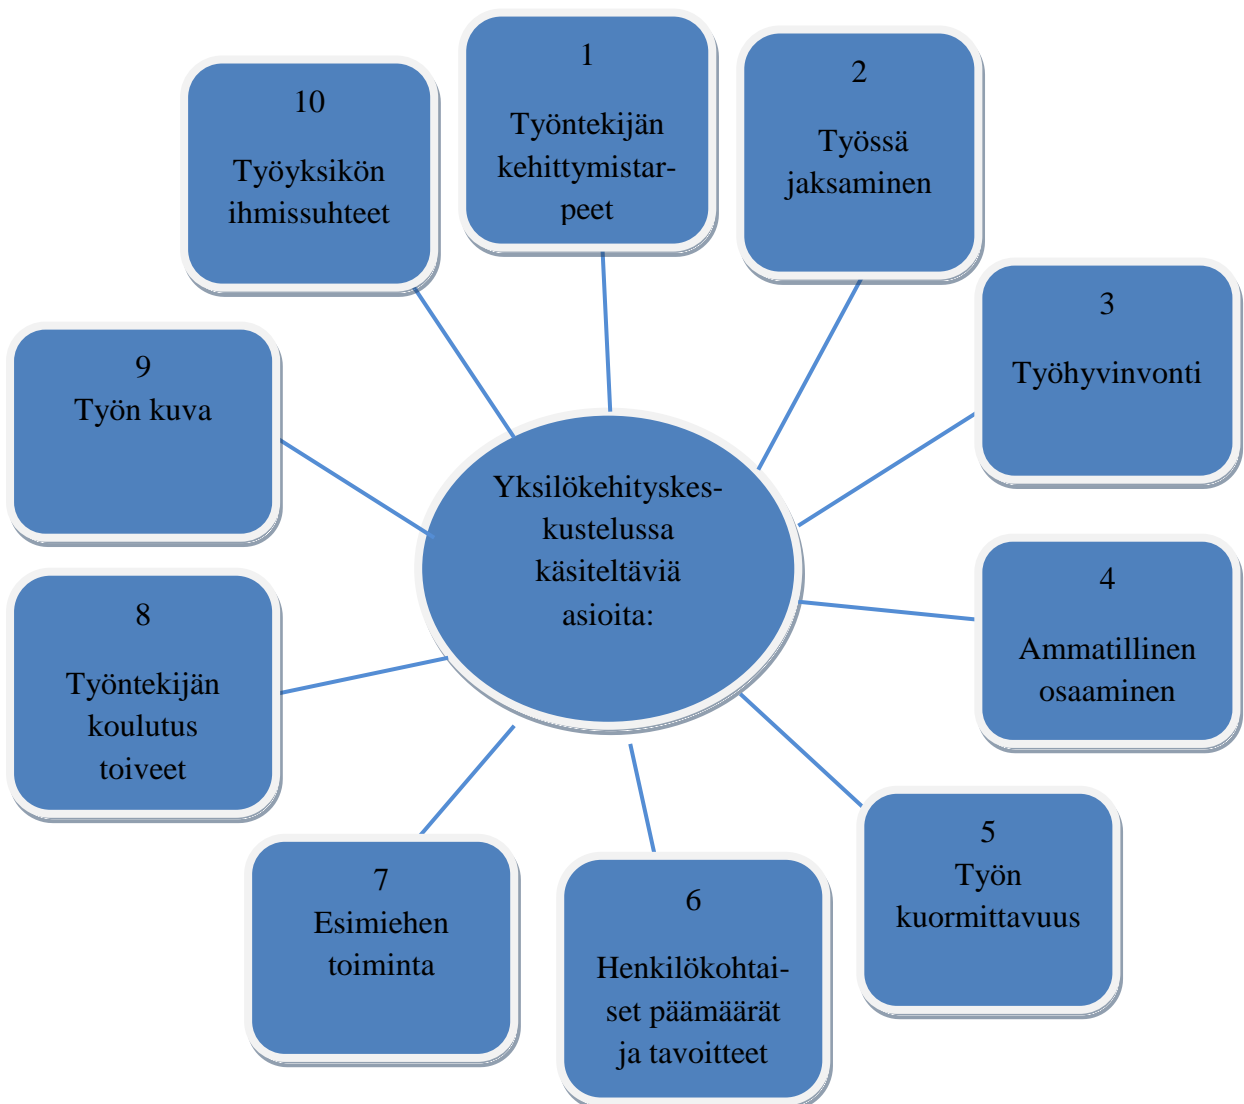 1
Työntekijän
kehittymistar-
peet
2
Työssä
jaksaminen
3
Työhyvinvonti
4
Ammatillinen
osaaminen
5
Työn
kuormittavuus
6
Henkilökohtai-
set päämäärät
ja tavoitteet
7
Esimiehen
toiminta
8
Työntekijän
koulutus
toiveet
9
Työn kuva
10
Työyksikön
ihmissuhteet
Yksilökehityskes-
kustelussa
käsiteltäviä
asioita: